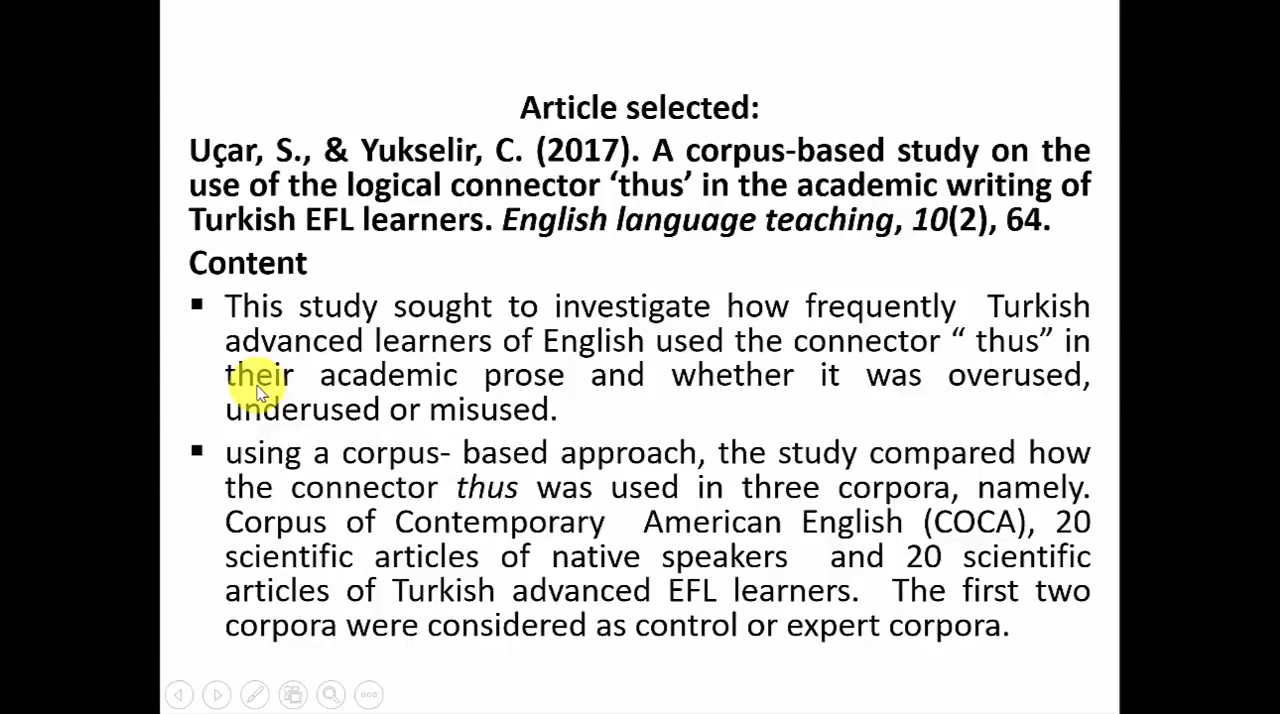 Article selected:
Uçar, S., & Yukselir, C. (2017). A corpus-based study on the
use of the logical connector ‘thus’ in the academic writing of
Turkish EFL learners. English language teaching, 10(2), 64.
Content
▪ This study sought to investigate how frequently Turkish
advanced learners of English used the connector “ thus” in
their academic prose and whether it was overused,
underused or misused.
▪ using a corpus- based approach, the study compared how
the connector thus was used in three corpora, namely.
Corpus of Contemporary American English (COCA), 20
scientific articles of native speakers and 20 scientific
articles of Turkish advanced EFL learners. The first two
corpora were considered as control or expert corpora.